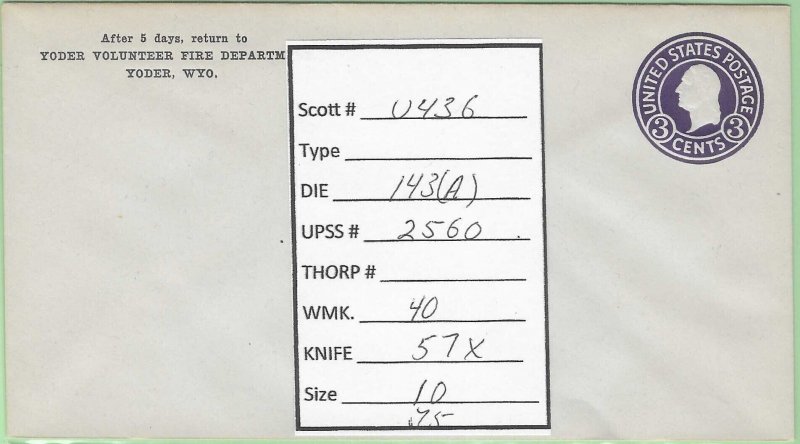 After 5 days, return to
YODER VOLUNTEER FIRE DEPARTM
YODER, WYO.
UNITED STATES POSTAGE
3 CENTS 3
Scott # U436
Type
DIE 143(A)
UPSS # 2560
THORP #
WMK. 40
KNIFE 57X
Size 10
.75